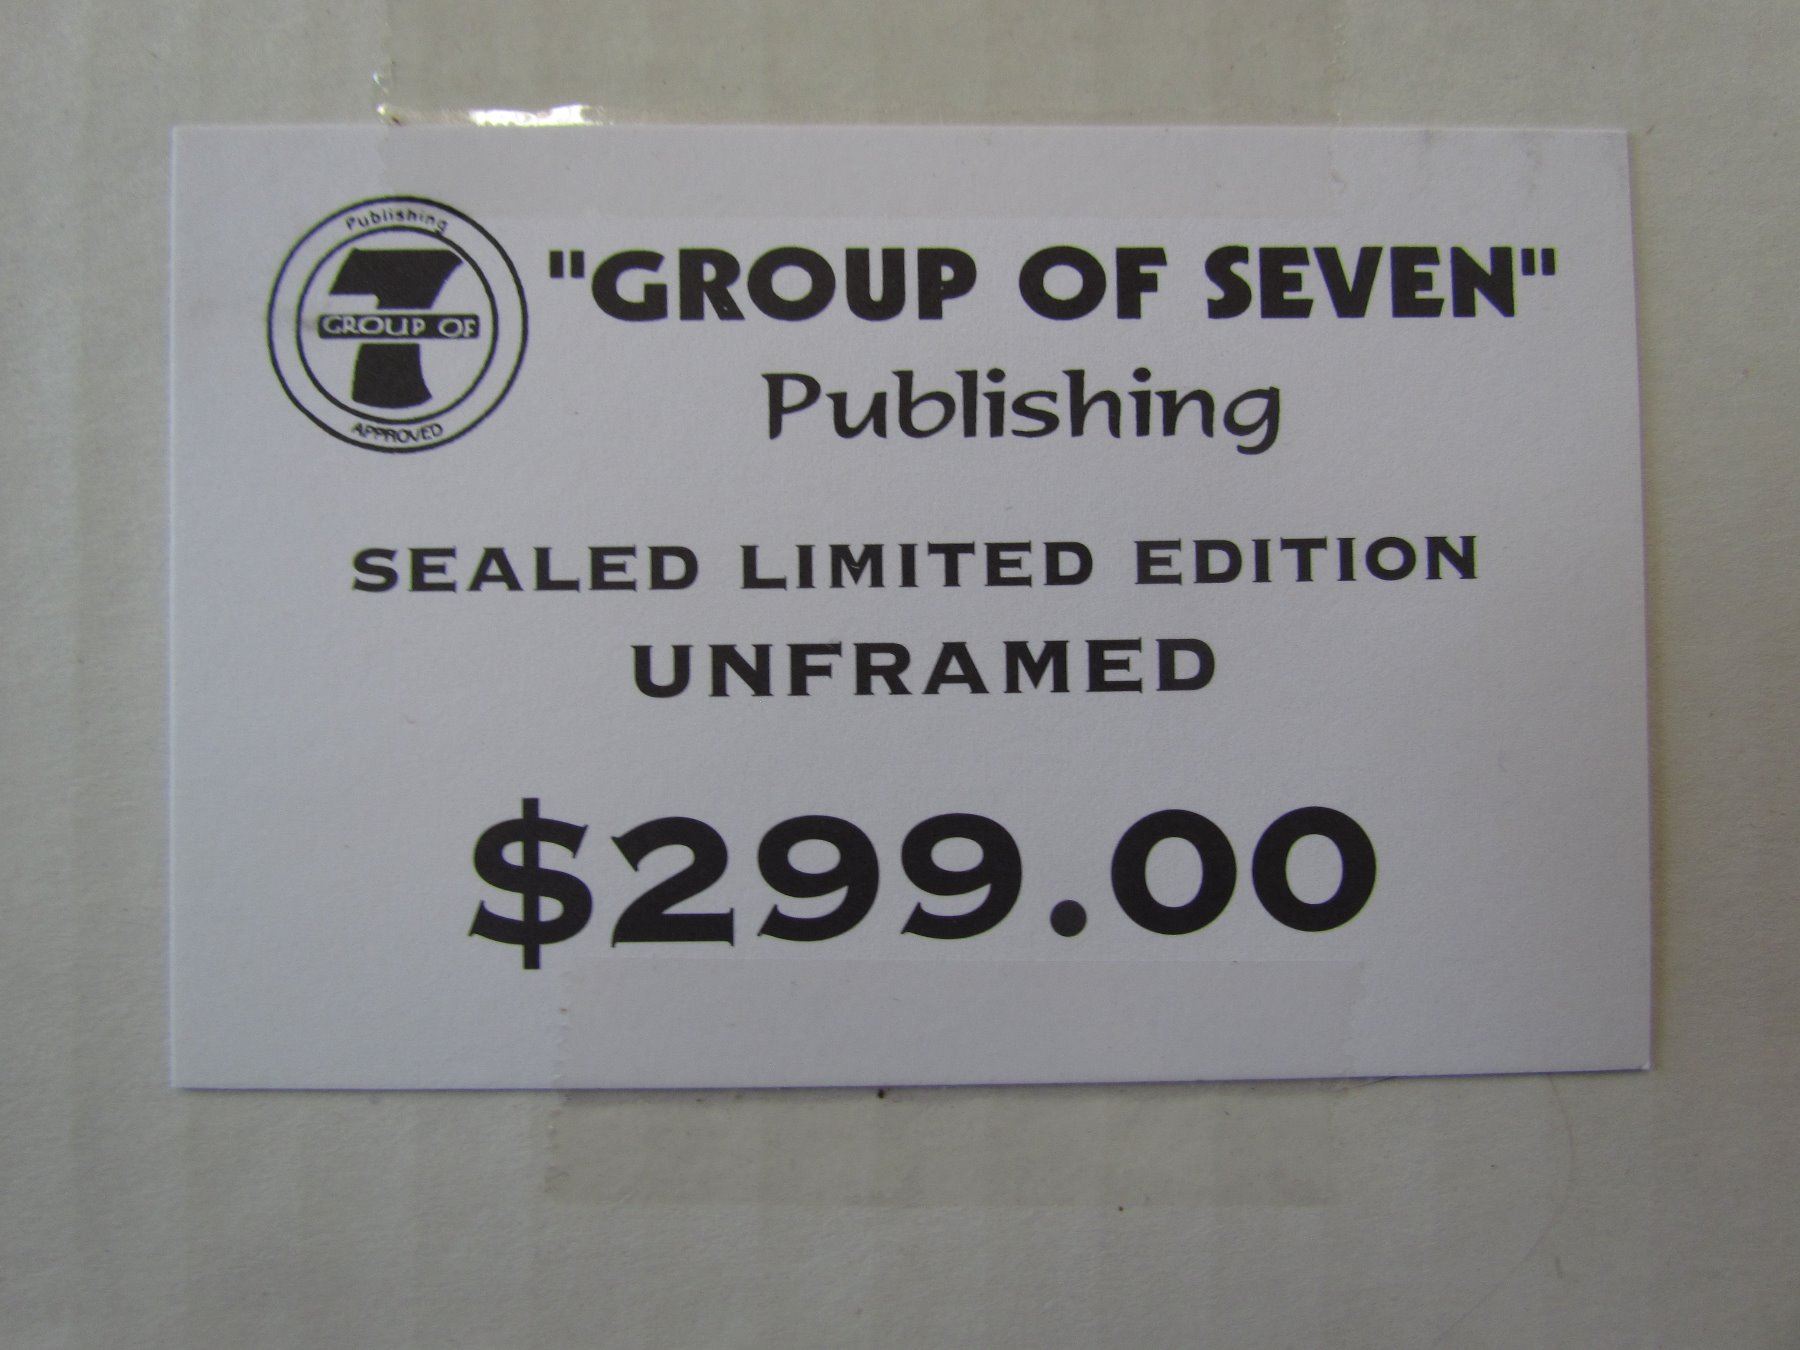 Publishing
GROUP OF
APPROVED
"GROUP OF SEVEN"
Publishing
SEALED LIMITED EDITION
UNFRAMED
$299.00